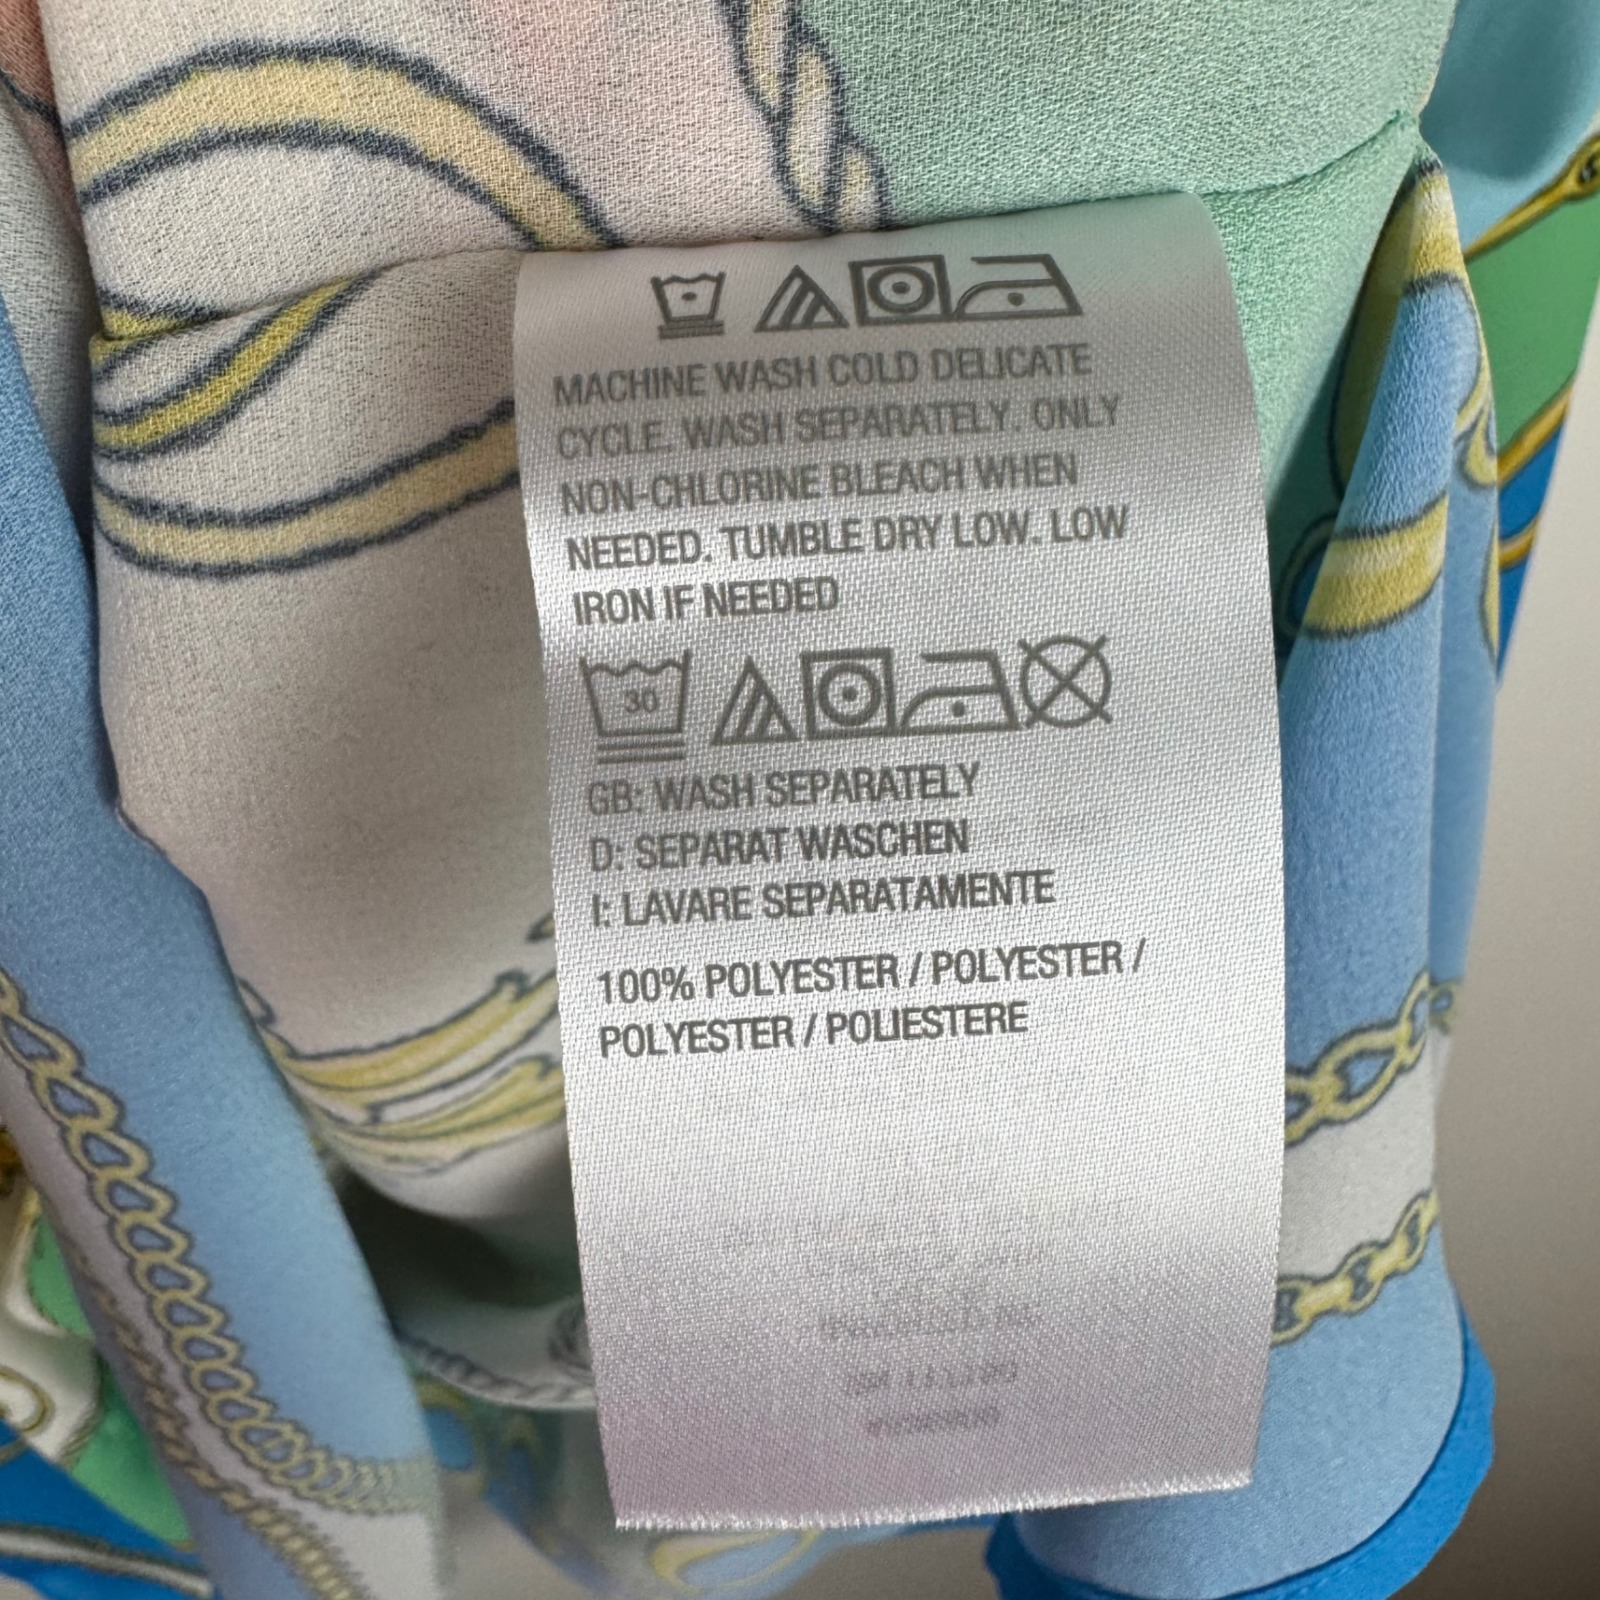 MACHINE WASH COLD DELICATE
CYCLE. WASH SEPARATELY. ONLY
NON-CHLORINE BLEACH WHEN
NEEDED. TUMBLE DRY LOW. LOW
IRON IF NEEDED
30
GB: WASH SEPARATELY
D: SEPARAT WASCHEN
I: LAVARE SEPARATAMENTE
100% POLYESTER / POLYESTER /
POLYESTER / POLIESTERE